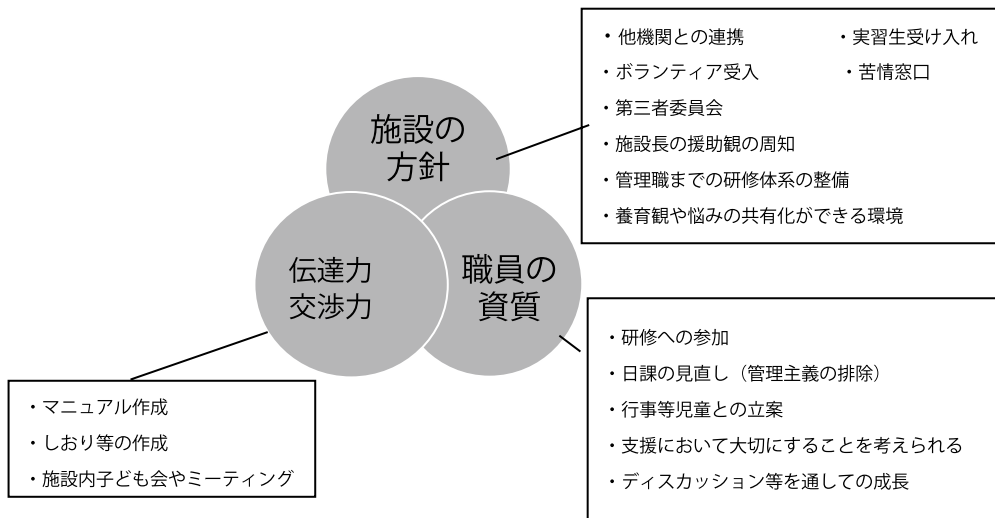 施設の
方針
伝達力
交渉力
職員の
資質
・他機関との連携　・実習生受け入れ
・ボランティア受入　・苦情窓口
・第三者委員会
・施設長の援助観の周知
・管理職までの研修体系の整備
・養育観や悩みの共有化ができる環境
・研修への参加
・日課の見直し（管理主義の排除）
・行事等児童との立案
・支援において大切にすることを考えられる
・ディスカッション等を通しての成長
・マニュアル作成
・しおり等の作成
・施設内子ども会やミーティング